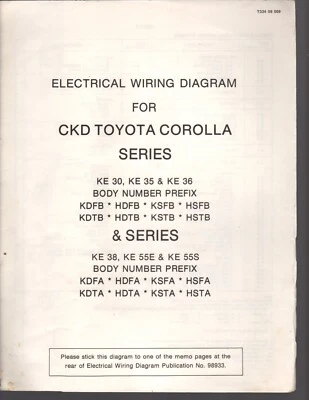 ELECTRICAL WIRING DIAGRAM
FOR
CKD TOYOTA COROLLA
SERIES
KE 30, KE 35 & KE 36
BODY NUMBER PREFIX
KDFB * HDFB * KSFB * HSFB
KDTB * HDTB * KSTB * HSTB
& SERIES
KE 38, KE 55E & KE 55S
BODY NUMBER PREFIX
KDFA * HDFA * KSFA * HSFA
KDTA * HDTA * KSTA * HSTA
Please stick this diagram to one of the memo pages at the
rear of Electrical Wiring Diagram Publication No. 98933.